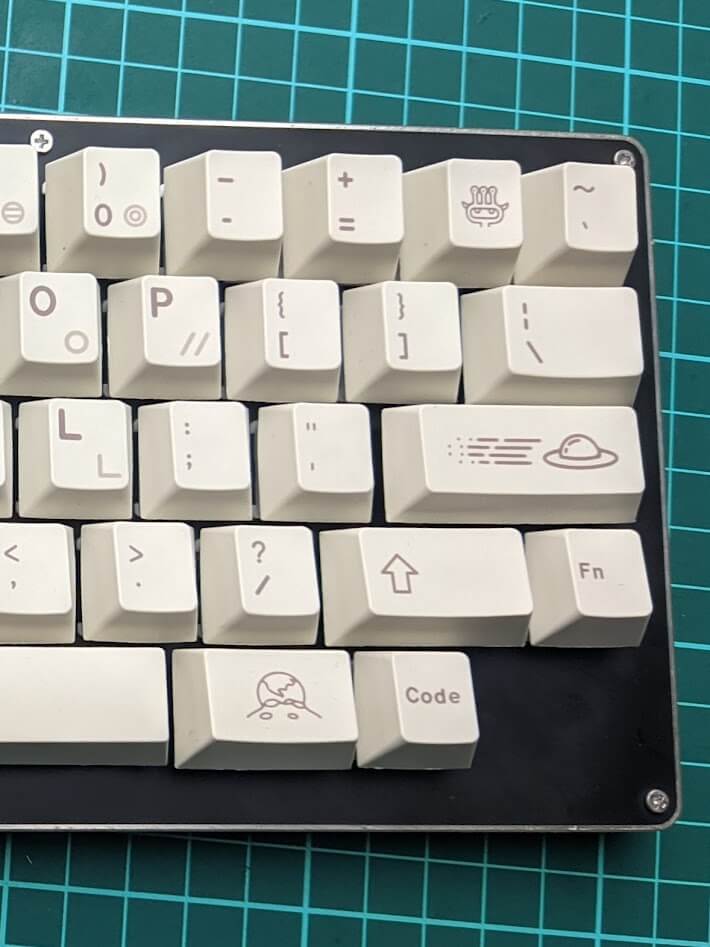 ) - + ~
0 ◎ - = `
O P { } ¦
○ // [ ] \
L : "
L ; '
< > ?
, . / Fn
Code